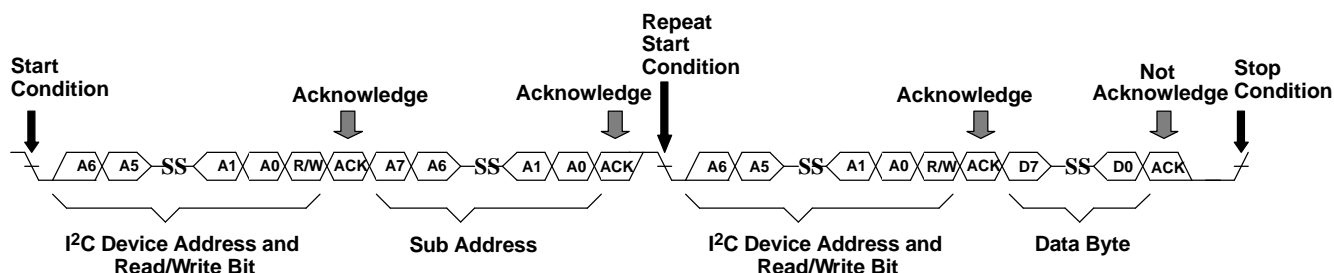 Start
Condition
Acknowledge
Acknowledge
Repeat
Start
Condition
Acknowledge
Not
Acknowledge
Stop
Condition
A6 A5 SS A1 A0 R/W ACK A7 A6 SS A1 A0 ACK A6 A5 SS A1 A0 R/W ACK D7 SS D0 ACK
I²C Device Address and
Read/Write Bit
Sub Address
I²C Device Address and
Read/Write Bit
Data Byte